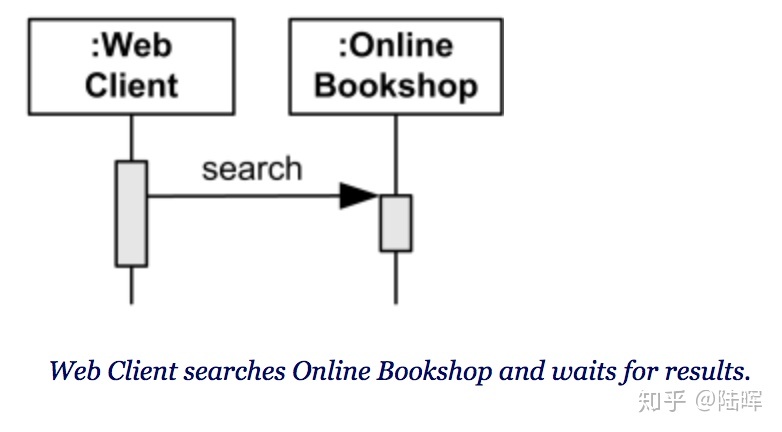 :Web
Client
:Online
Bookshop
search
Web Client searches Online Bookshop and waits for results.
知乎 @陆晖